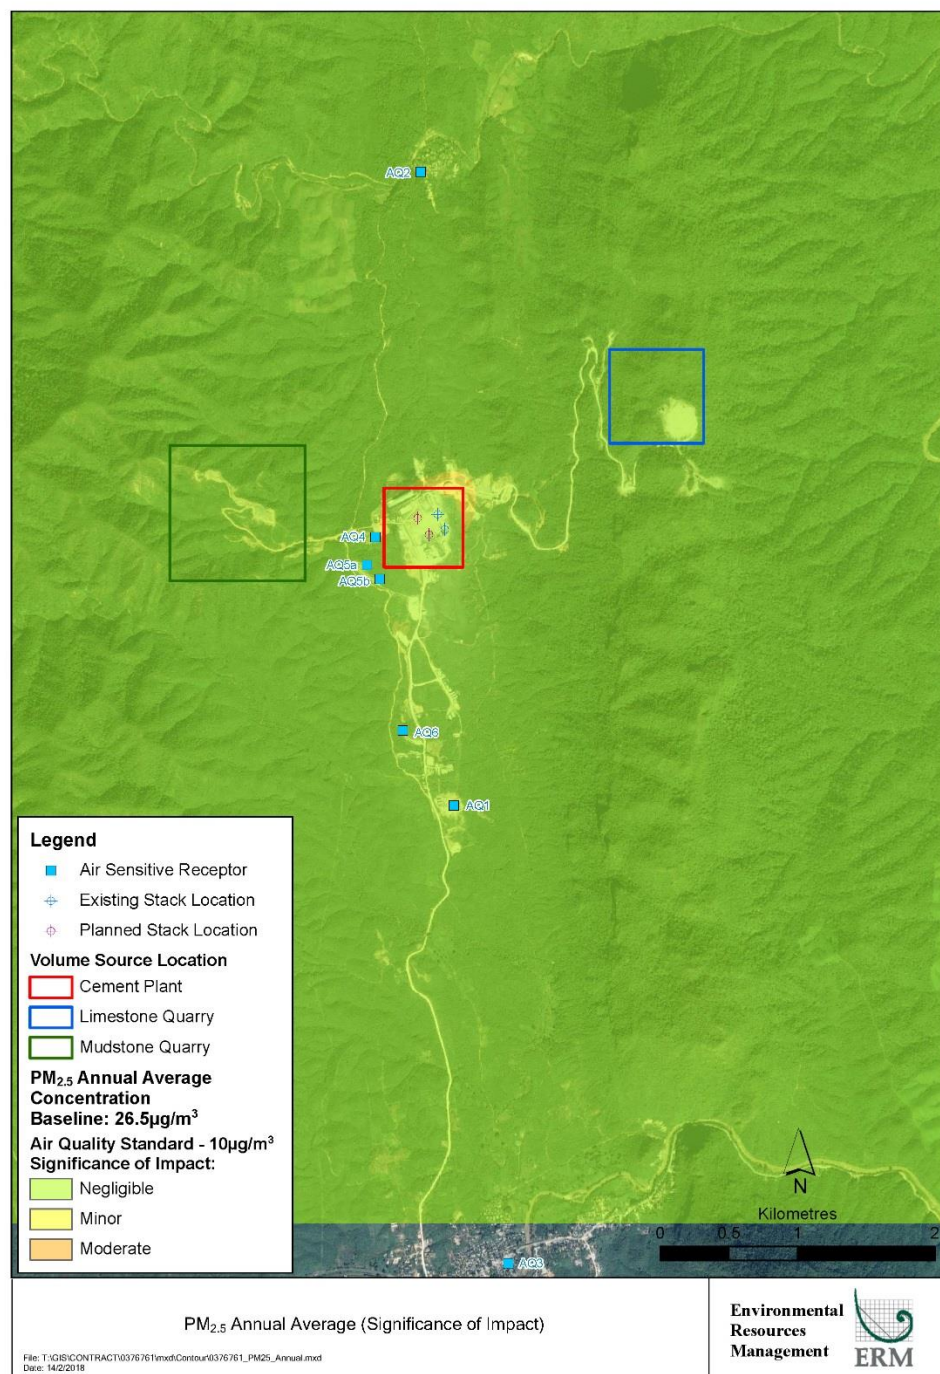 AQ2
AQ4
AQ5a
AQ5b
AQ6
AQ1
Legend
Air Sensitive Receptor
Existing Stack Location
Planned Stack Location
Volume Source Location
Cement Plant
Limestone Quarry
Mudstone Quarry
PM2.5 Annual Average
Concentration
Baseline: 26.5µg/m³
Air Quality Standard - 10µg/m³
Significance of Impact:
Negligible
Minor
Moderate
N
Kilometres
0 0.5 1 2
AQ3
PM2.5 Annual Average (Significance of Impact)
File: T:\GIS\CONTRACT\0376761\mxd\Contour\0376761_PM25_Annual.mxd
Date: 14/2/2018
Environmental
Resources
Management
ERM